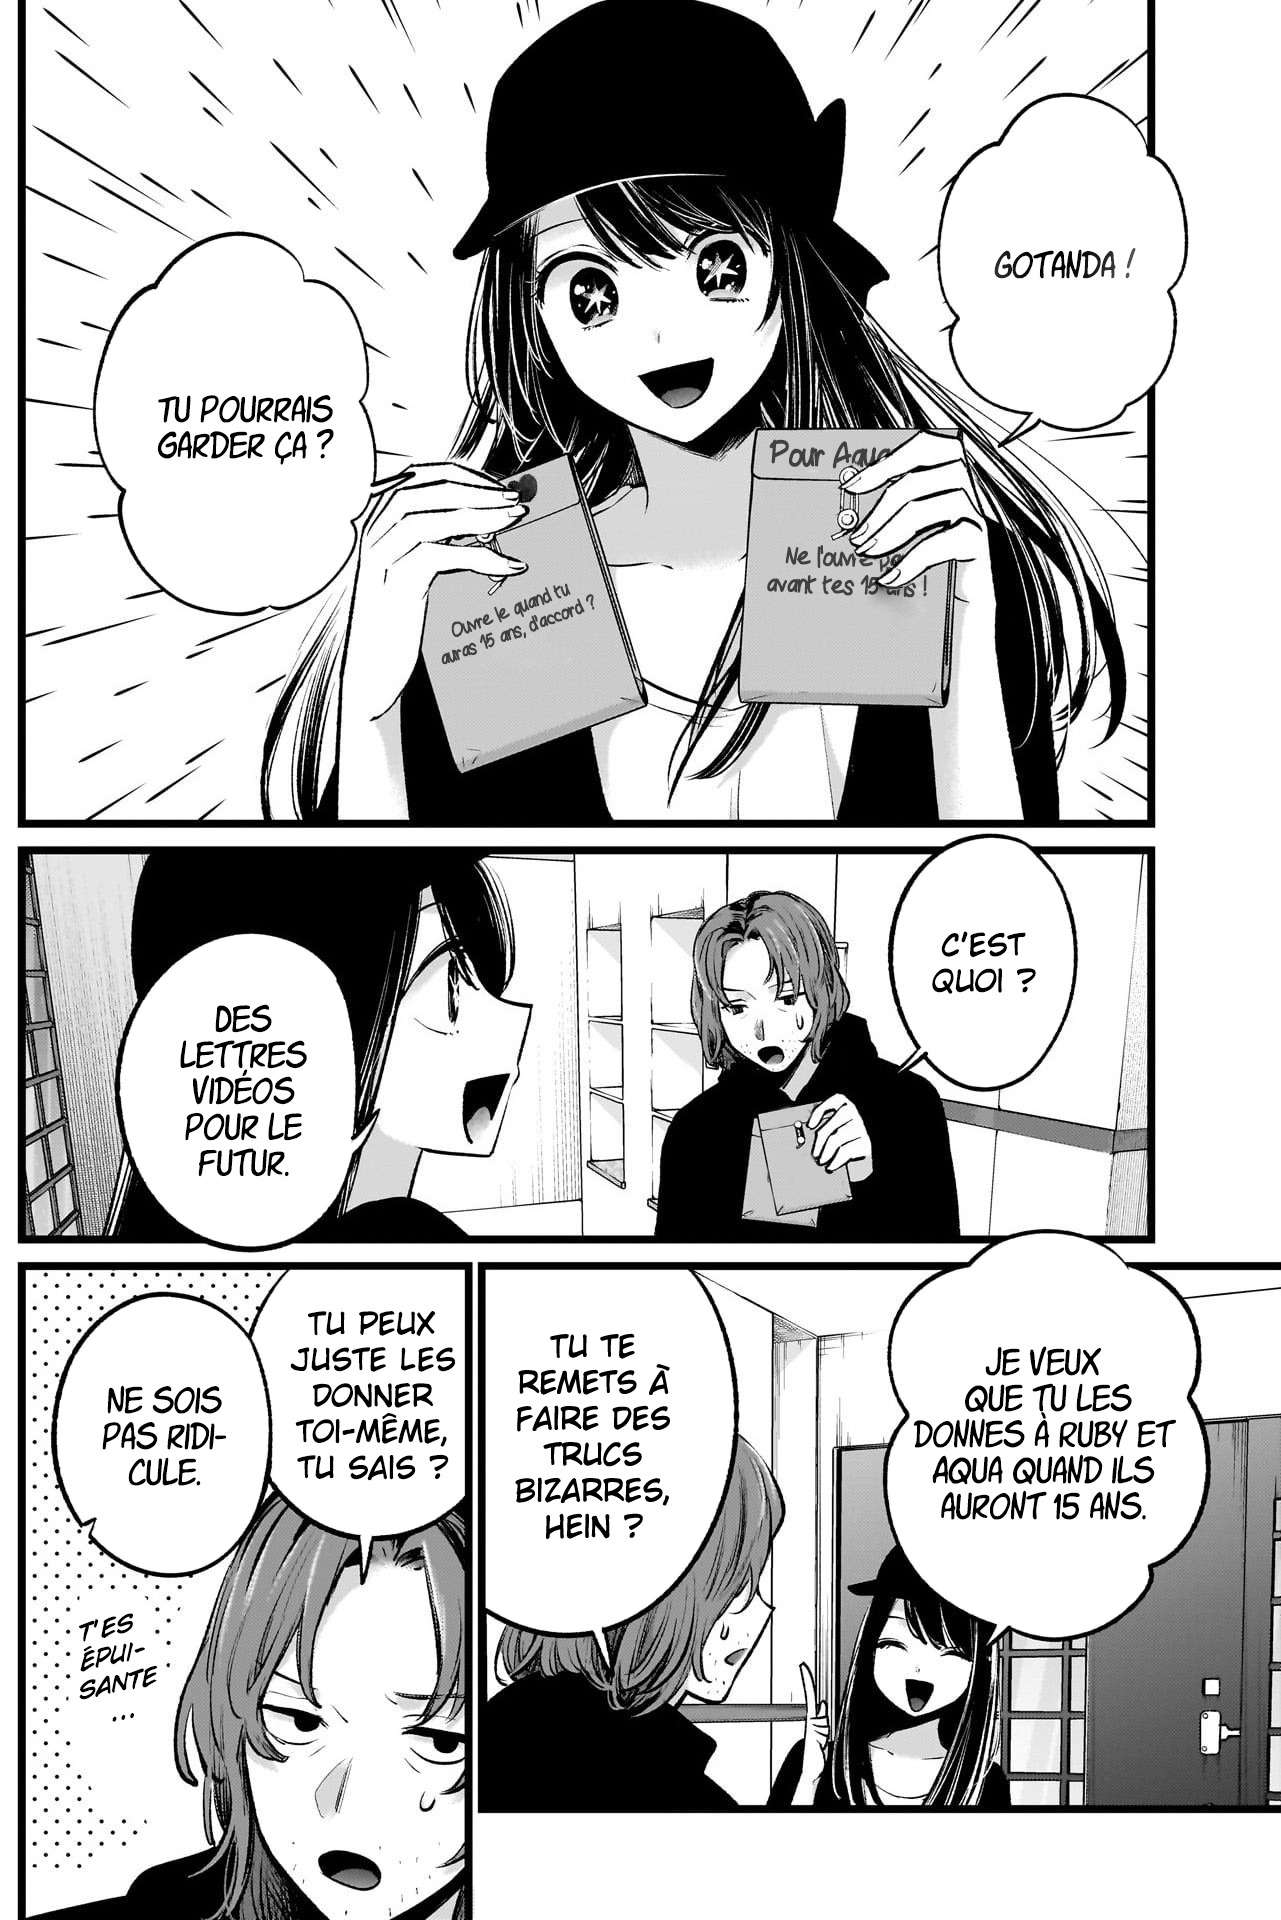 GOTANDA !
TU POURRAIS
GARDER ÇA ?
Pour Aqua
Ne l'ouvre pas
avant tes 15 ans !
Ouvre le quand tu
auras 15 ans, d'accord ?
C'EST
QUOI ?
DES
LETTRES
VIDÉOS
POUR LE
FUTUR.
JE VEUX
QUE TU LES
DONNES À RUBY ET
AQUA QUAND ILS
AURONT 15 ANS.
TU TE
REMETS À
FAIRE DES
TRUCS
BIZARRES,
HEIN ?
TU PEUX
JUSTE LES
DONNER
TOI-MÊME,
TU SAIS ?
NE SOIS
PAS RIDI-
CULE.
T'ES
ÉPUI-
SANTE
...